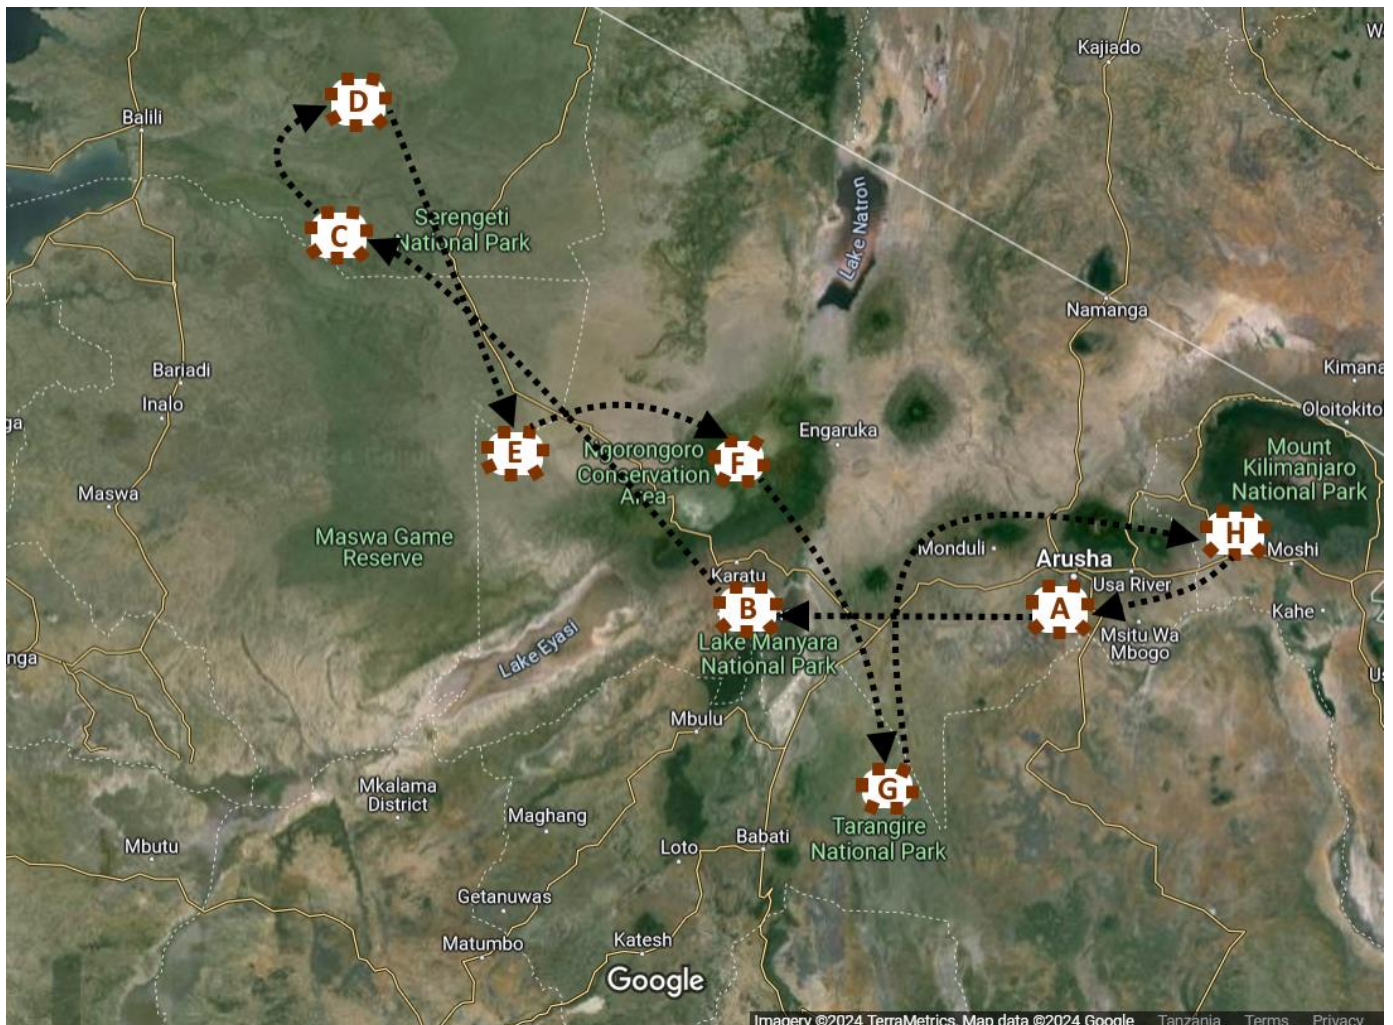 Kajiado
D
Balili
Serengeti
National Park
C
Lake Natron
Namanga
Bariadi
Kimana
Inalo
Oloitokito
ga
Engaruka
Mount
Kilimanjaro
National Park
E
Ngorongoro
Conservation
Area
F
Maswa
Maswa Game
Reserve
Monduli
H
Moshi
Arusha
Karatu
Usa River
B
A
Kahe
Lake Manyara
National Park
Msitu Wa
Mbogo
Lake Eyasi
nga
Us
Mbulu
Mkalama
District
G
Maghang
Tarangire
National Park
Babati
Mbutu
Loto
Getanuwas
Matumbo
Katesh
Google
Imagery ©2024 TerraMetrics, Map data ©2024 Google Tanzania Terms Privacy